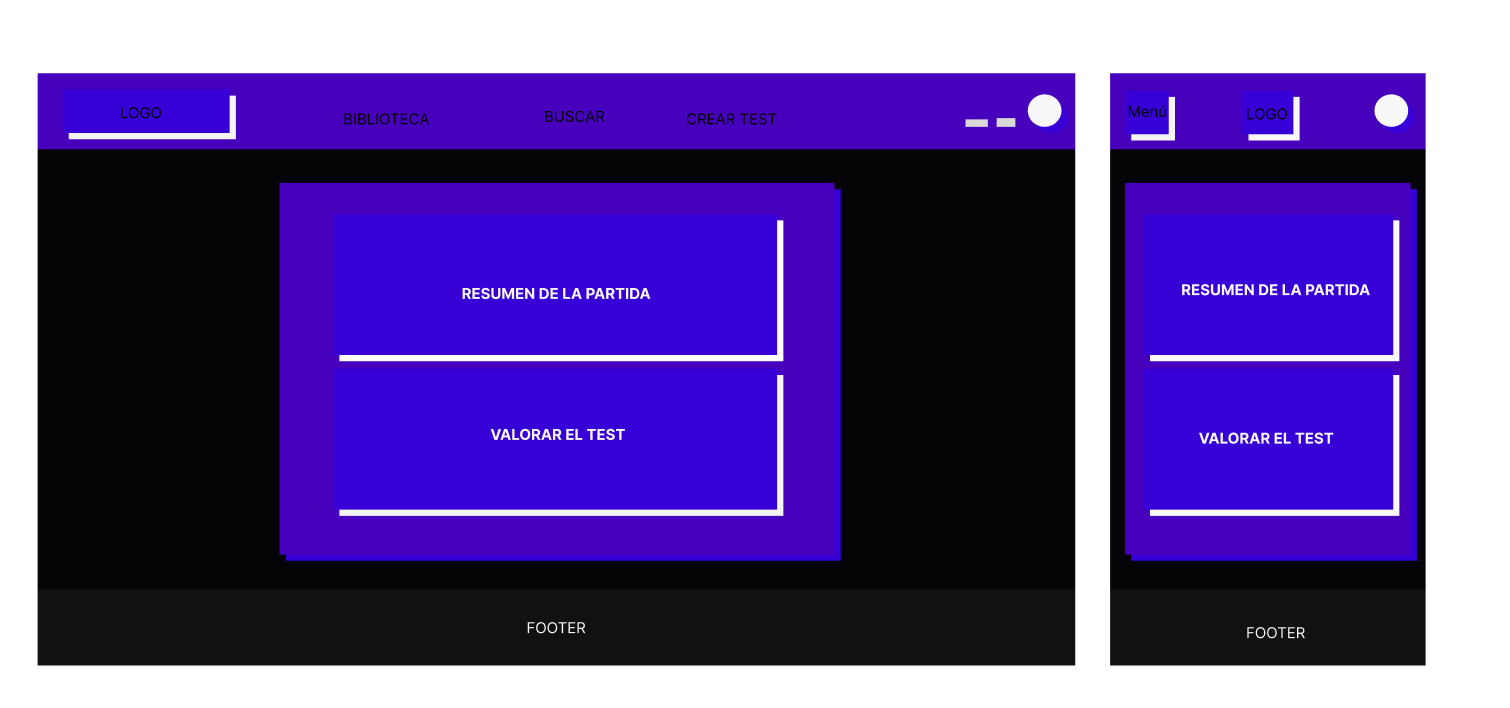 LOGO
BIBLIOTECA
BUSCAR
CREAR TEST
RESUMEN DE LA PARTIDA
VALORAR EL TEST
FOOTER
Menú
LOGO
RESUMEN DE LA PARTIDA
VALORAR EL TEST
FOOTER